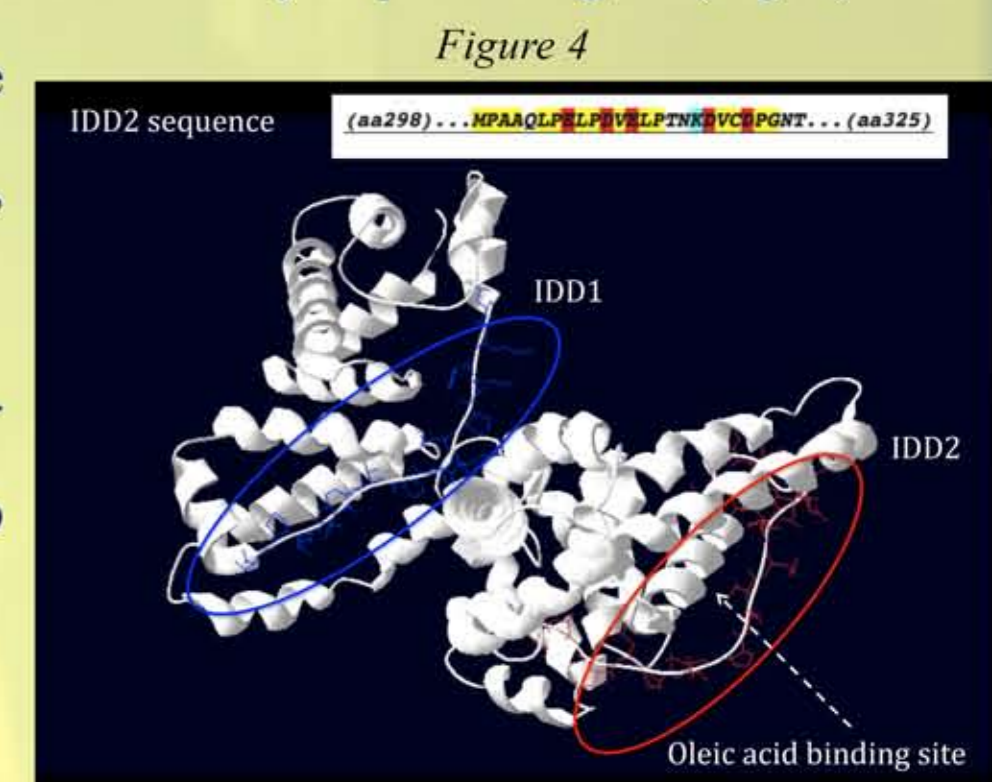 Figure 4
IDD2 sequence
(aa298)...MPAAQLPELPDVELPTNKDVCDPGNT...(aa325)
IDD1
IDD2
Oleic acid binding site